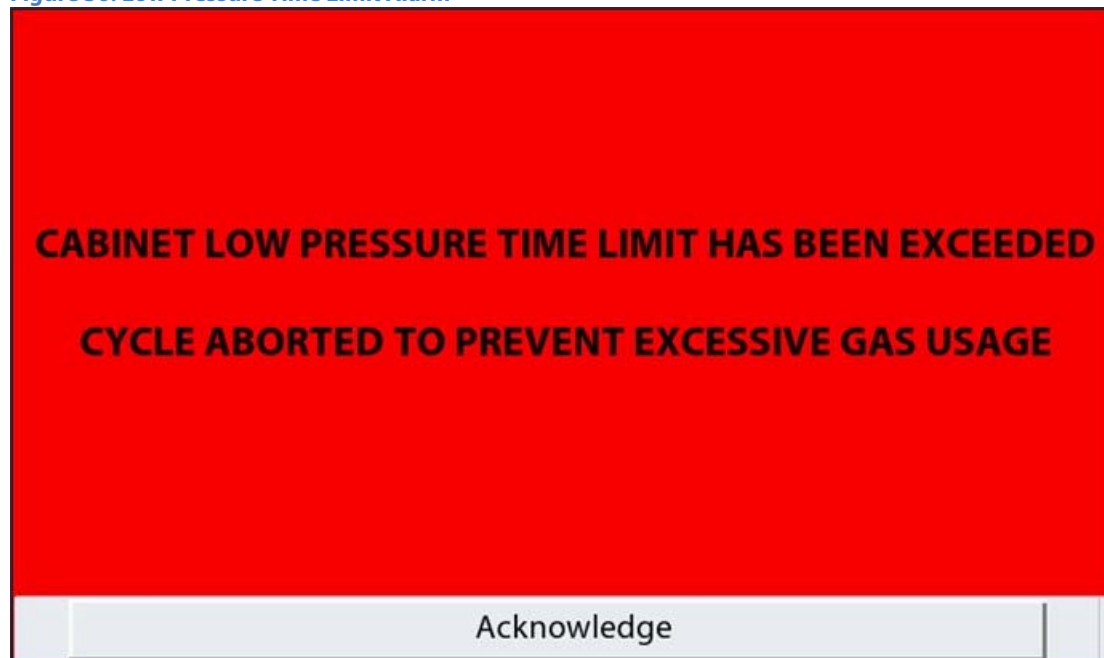 CABINET LOW PRESSURE TIME LIMIT HAS BEEN EXCEEDED
CYCLE ABORTED TO PREVENT EXCESSIVE GAS USAGE
Acknowledge